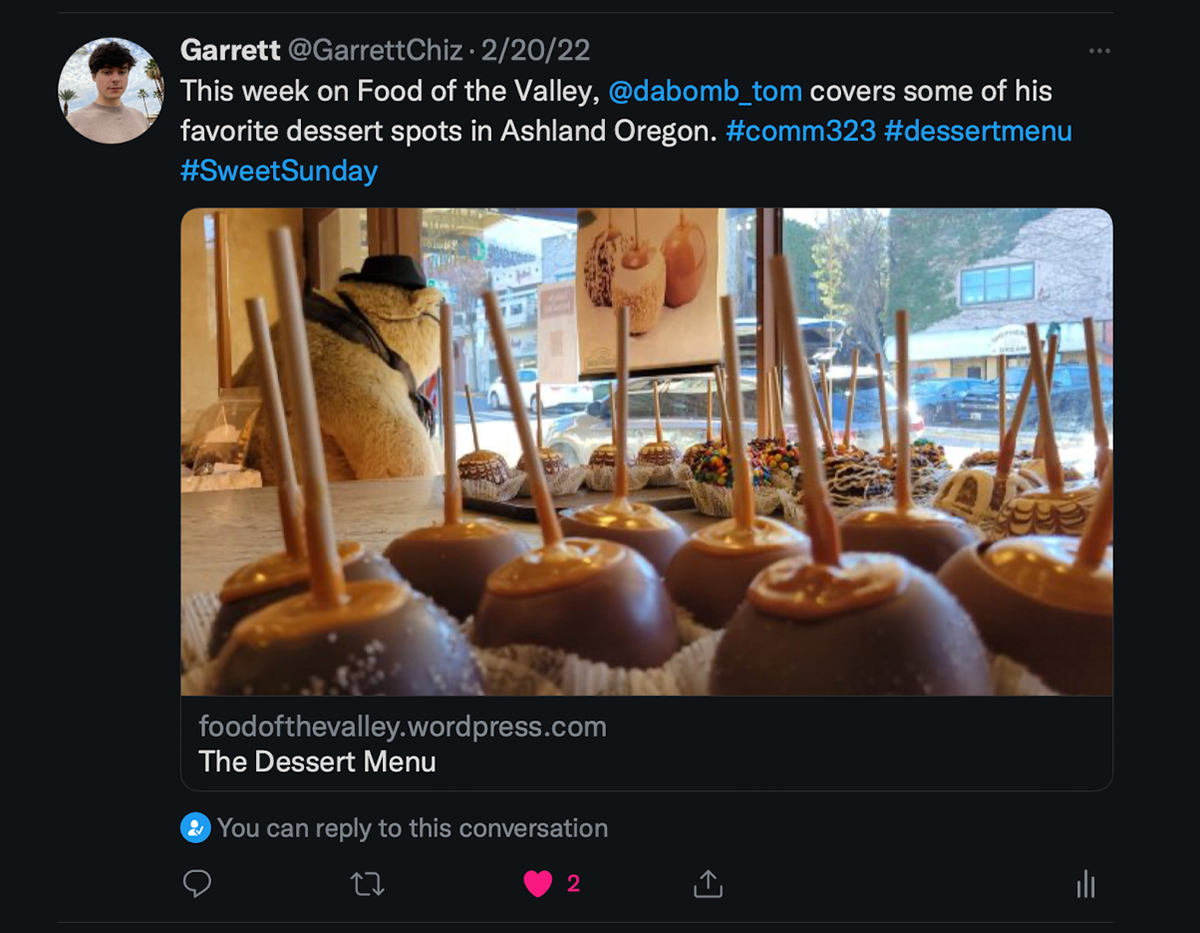 Garrett @GarrettChiz · 2/20/22
This week on Food of the Valley, @dabomb_tom covers some of his
favorite dessert spots in Ashland Oregon. #comm323 #dessertmenu
#SweetSunday
foodofthevalley.wordpress.com
The Dessert Menu
You can reply to this conversation
2